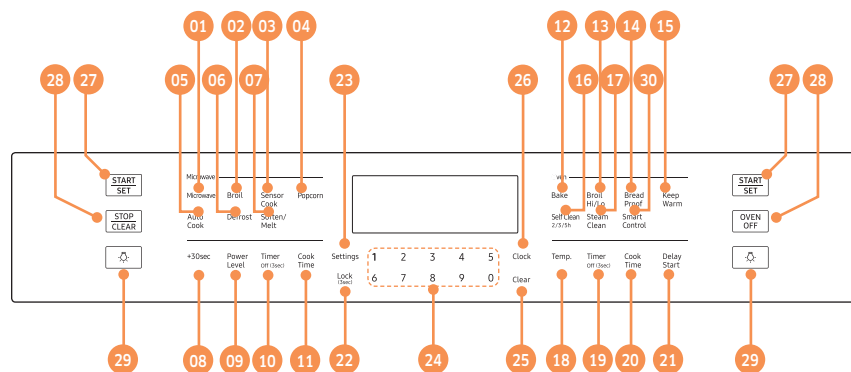 01 02 03 04 12 13 14 15
28 27 05 06 07 23 26 16 17 30 27 28
Microwave
START
SET
Microwave Broil Sensor
Cook Popcorn
Bake Broil
Hi/Lo Bread
Proof Keep
Warm
START
SET
STOP
CLEAR
Auto
Cook Defrost Soften/
Melt
Self Clean
2/3/5h Steam
Clean Smart
Control
OVEN
OFF
+30sec Power
Level Timer
Off (3sec) Cook
Time
Settings 1 2 3 4 5 Clock
Lock
(3sec) 6 7 8 9 0 Clear
Temp. Timer
Off (3sec) Cook
Time Delay
Start
29 08 09 10 11 22 24 25 18 19 20 21 29